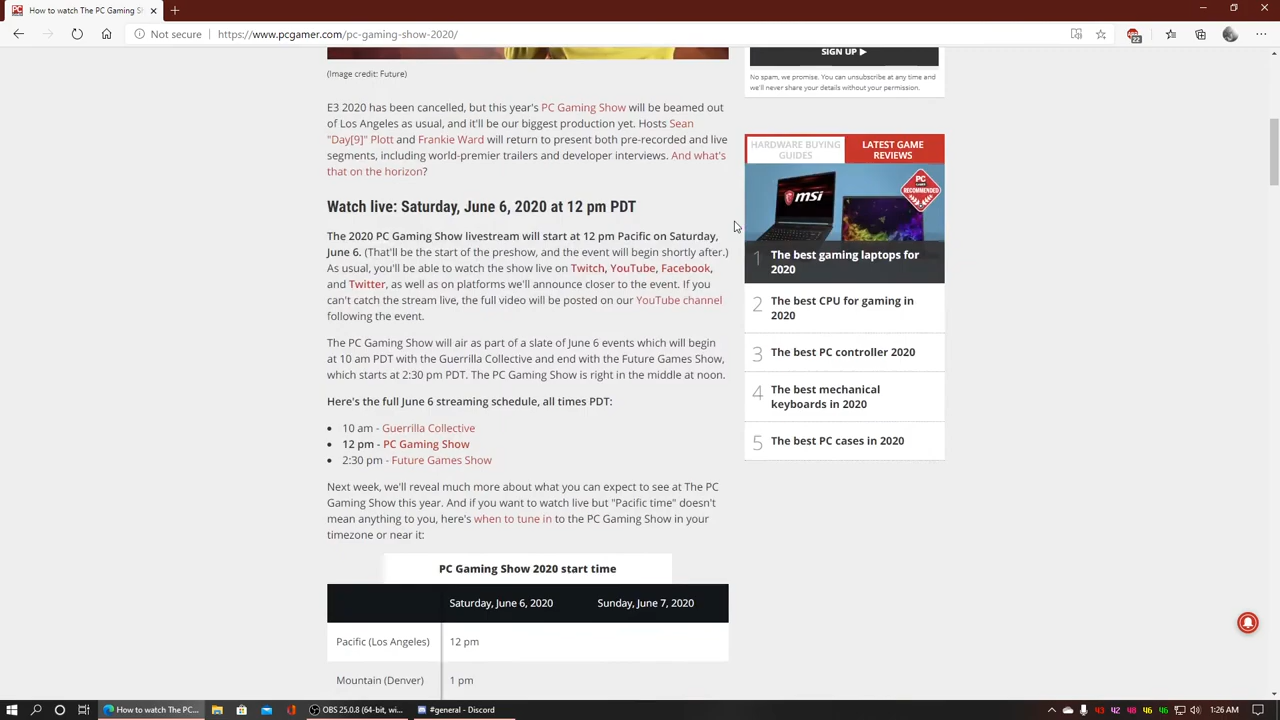 How to watch The PC Gaming Show
Not secure
https://www.pcgamer.com/pc-gaming-show-2020/
22
SIGN UP ▶
(Image credit: Future)
No spam, we promise. You can unsubscribe at any time and
we'll never share your details without your permission.
E3 2020 has been cancelled, but this year's PC Gaming Show will be beamed out
of Los Angeles as usual, and it'll be our biggest production yet. Hosts Sean
"Day[9]" Plott and Frankie Ward will return to present both pre-recorded and live
segments, including world-premier trailers and developer interviews. And what's
that on the horizon?
Watch live: Saturday, June 6, 2020 at 12 pm PDT
The 2020 PC Gaming Show livestream will start at 12 pm Pacific on Saturday,
June 6. (That'll be the start of the preshow, and the event will begin shortly after.)
As usual, you'll be able to watch the show live on Twitch, YouTube, Facebook,
and Twitter, as well as on platforms we'll announce closer to the event. If you
can't catch the stream live, the full video will be posted on our YouTube channel
following the event.
The PC Gaming Show will air as part of a slate of June 6 events which will begin
at 10 am PDT with the Guerrilla Collective and end with the Future Games Show,
which starts at 2:30 pm PDT. The PC Gaming Show is right in the middle at noon.
Here's the full June 6 streaming schedule, all times PDT:
• 10 am - Guerrilla Collective
• 12 pm - PC Gaming Show
• 2:30 pm - Future Games Show
Next week, we'll reveal much more about what you can expect to see at The PC
Gaming Show this year. And if you want to watch live but "Pacific time" doesn't
mean anything to you, here's when to tune in to the PC Gaming Show in your
timezone or near it:
PC Gaming Show 2020 start time
Saturday, June 6, 2020 Sunday, June 7, 2020
Pacific (Los Angeles) 12 pm
Mountain (Denver) 1 pm
HARDWARE BUYING
GUIDES
LATEST GAME
REVIEWS
msi
PC GAMER
RECOMMENDED
1 The best gaming laptops for
2020
2 The best CPU for gaming in
2020
3 The best PC controller 2020
4 The best mechanical
keyboards in 2020
5 The best PC cases in 2020
How to watch The PC...
OBS 25.0.8 (64-bit, wi...
#general - Discord
1:26 AM